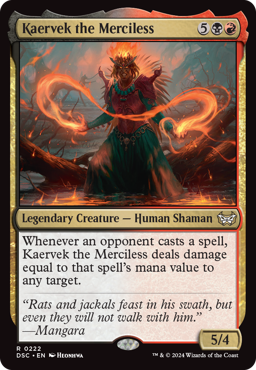 Kaervek the Merciless 5
Legendary Creature — Human Shaman
Whenever an opponent casts a spell,
Kaervek the Merciless deals damage
equal to that spell's mana value to
any target.
“Rats and jackals feast in his swath, but
even they will not walk with him.”
—Mangara
5/4
R 0222
DSC • EN HEONHWA
™ & © 2024 Wizards of the Coast